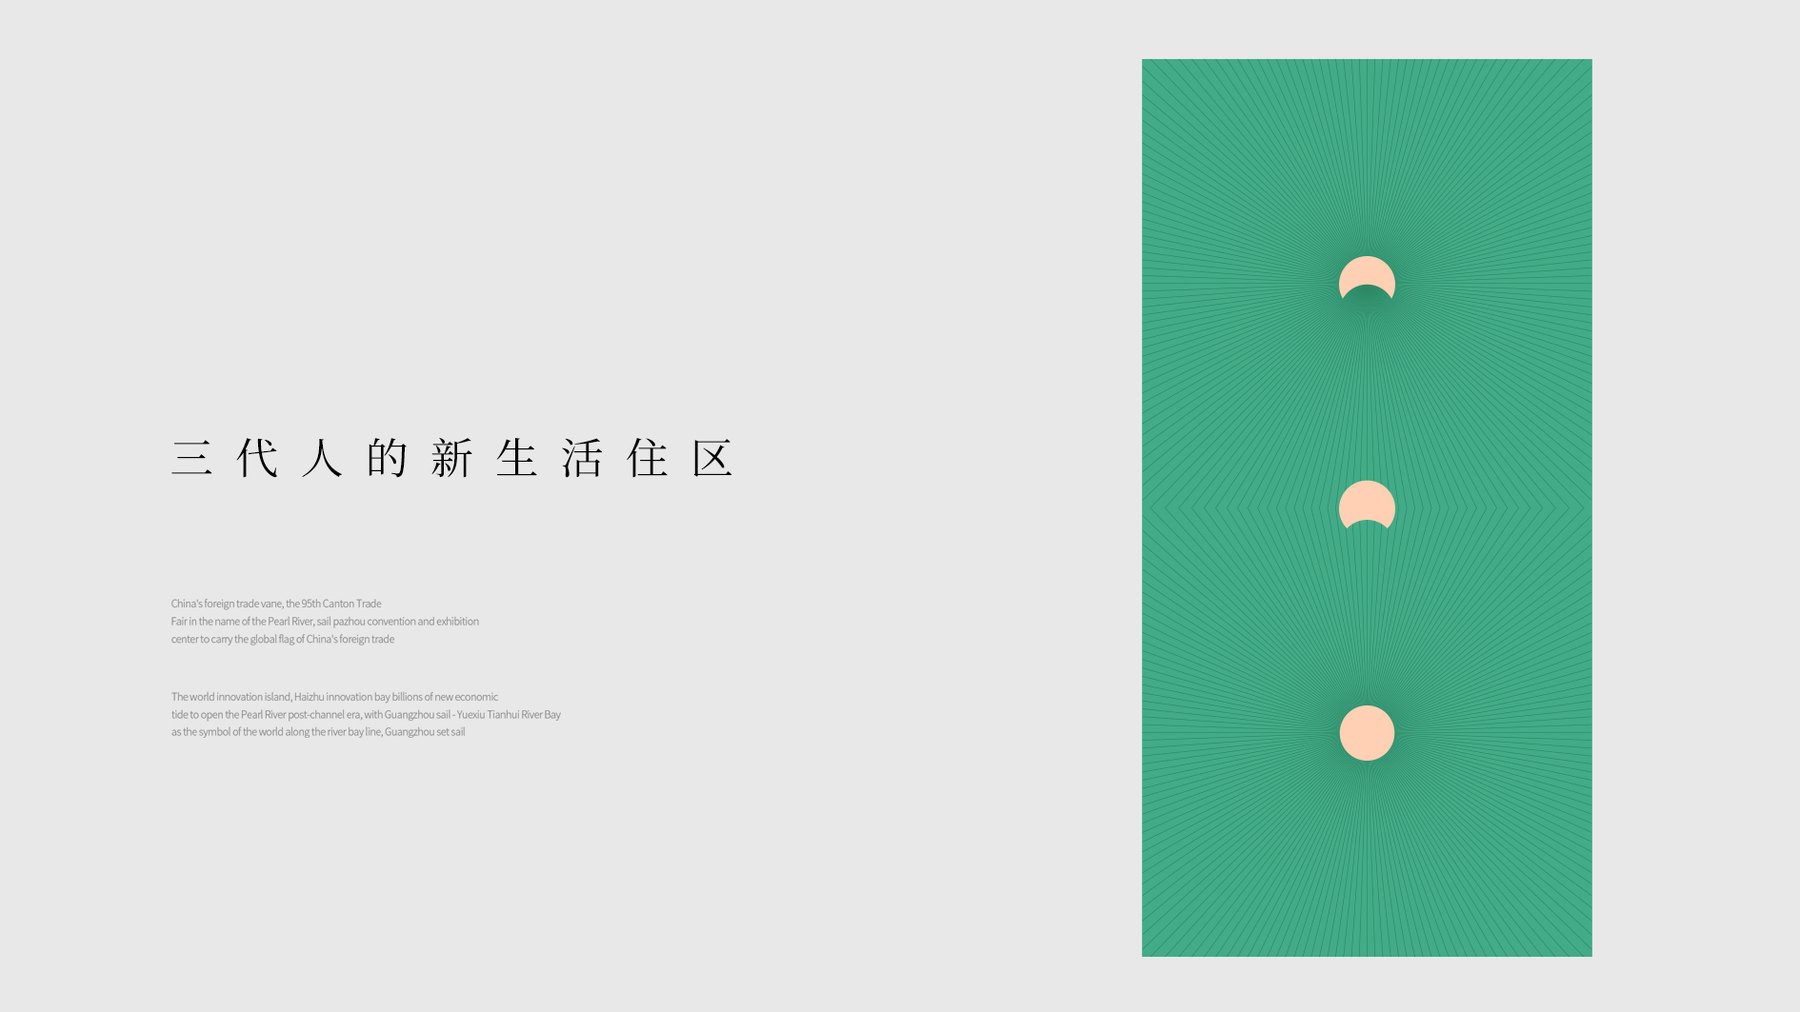 三代人的新生活住区
China's foreign trade vane, the 95th Canton Trade
Fair in the name of the Pearl River, sail pazhou convention and exhibition
center to carry the global flag of China's foreign trade
The world innovation island, Haizhu innovation bay billions of new economic
tide to open the Pearl River post-channel era, with Guangzhou sail - Yuexiu Tianhui River Bay
as the symbol of the world along the river bay line, Guangzhou set sail